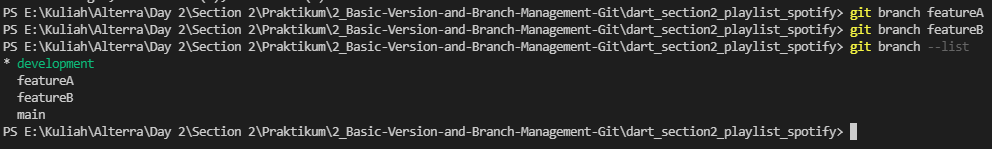 PS E:\Kuliah\Alterra\Day 2\Section 2\Praktikum\2_Basic-Version-and-Branch-Management-Git\dart_section2_playlist_spotify> git branch featureA
PS E:\Kuliah\Alterra\Day 2\Section 2\Praktikum\2_Basic-Version-and-Branch-Management-Git\dart_section2_playlist_spotify> git branch featureB
PS E:\Kuliah\Alterra\Day 2\Section 2\Praktikum\2_Basic-Version-and-Branch-Management-Git\dart_section2_playlist_spotify> git branch --list
* development
  featureA
  featureB
  main
PS E:\Kuliah\Alterra\Day 2\Section 2\Praktikum\2_Basic-Version-and-Branch-Management-Git\dart_section2_playlist_spotify>